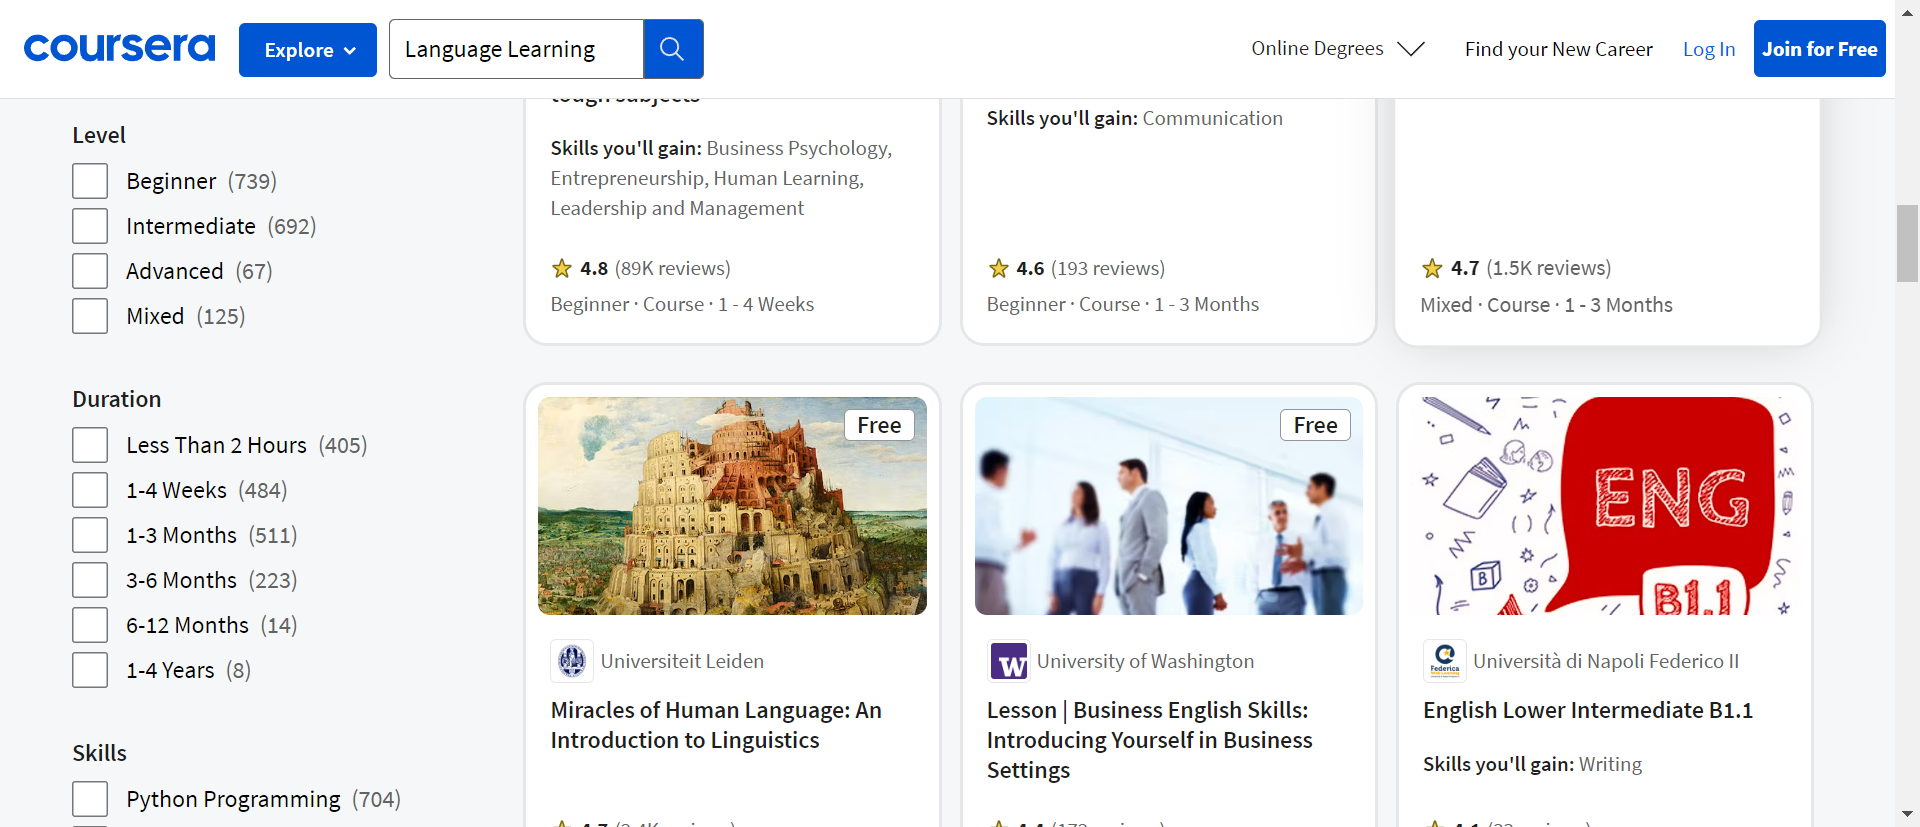 coursera
Explore
Language Learning
Online Degrees
Find your New Career
Log In
Join for Free
Level
Beginner (739)
Intermediate (692)
Advanced (67)
Mixed (125)
Duration
Less Than 2 Hours (405)
1-4 Weeks (484)
1-3 Months (511)
3-6 Months (223)
6-12 Months (14)
1-4 Years (8)
Skills
Python Programming (704)
tough subjects
Skills you'll gain: Business Psychology,
Entrepreneurship, Human Learning,
Leadership and Management
4.8 (89K reviews)
Beginner · Course · 1 - 4 Weeks
Skills you'll gain: Communication
4.6 (193 reviews)
Beginner · Course · 1 - 3 Months
4.7 (1.5K reviews)
Mixed · Course · 1 - 3 Months
Free
Universiteit Leiden
Miracles of Human Language: An
Introduction to Linguistics
Free
W
University of Washington
Lesson | Business English Skills:
Introducing Yourself in Business
Settings
ENG
B
B1.1
Federica
Università di Napoli Federico II
English Lower Intermediate B1.1
Skills you'll gain: Writing